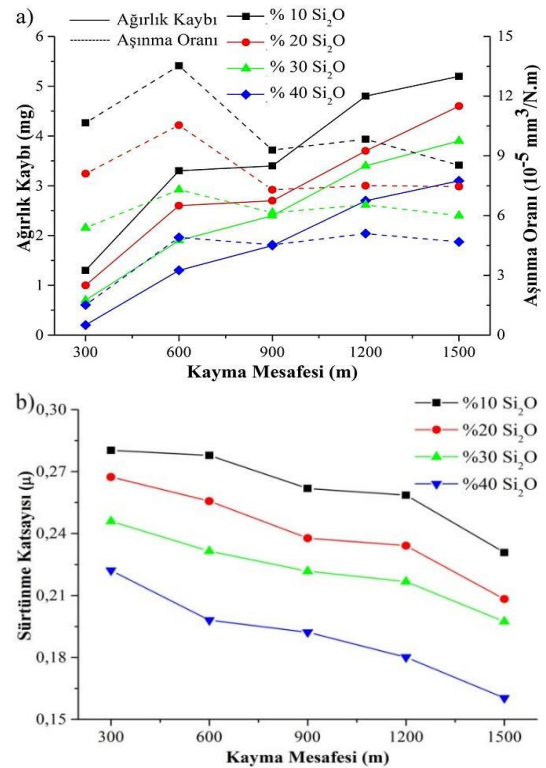 a)
Ağırlık Kaybı
Aşınma Oranı
% 10 Si₂O
% 20 Si₂O
% 30 Si₂O
% 40 Si₂O
Ağırlık Kaybı (mg)
6
5
4
3
2
1
0
Aşınma Oranı (10⁻⁵ mm³/N.m)
15
12
9
6
3
0
300 600 900 1200 1500
Kayma Mesafesi (m)
b)
%10 Si₂O
%20 Si₂O
%30 Si₂O
%40 Si₂O
Sürtünme Katsayısı (μ)
0,30
0,27
0,24
0,21
0,18
0,15
300 600 900 1200 1500
Kayma Mesafesi (m)